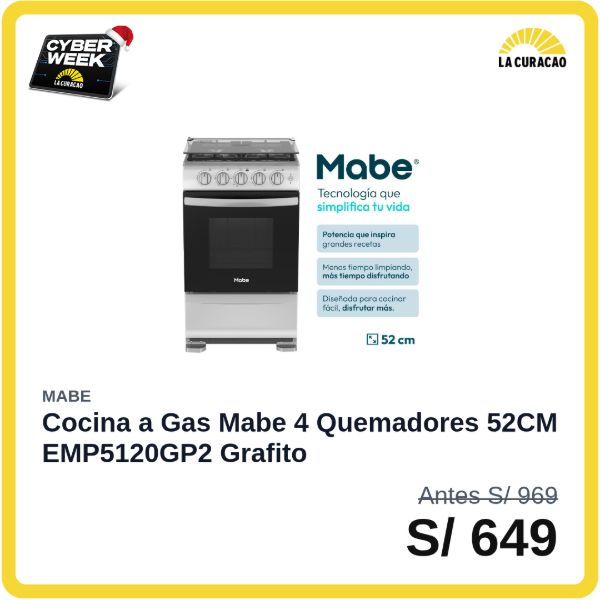 CYBER
WEEK
LA CURACAO
LA CURACAO
Mabe®
Tecnología que
simplifica tu vida
Potencia que inspira
grandes recetas
Menos tiempo limpiando,
más tiempo disfrutando
Diseñada para cocinar
fácil, disfrutar más.
Mabe
52 cm
MABE
Cocina a Gas Mabe 4 Quemadores 52CM
EMP5120GP2 Grafito
Antes S/ 969
S/ 649